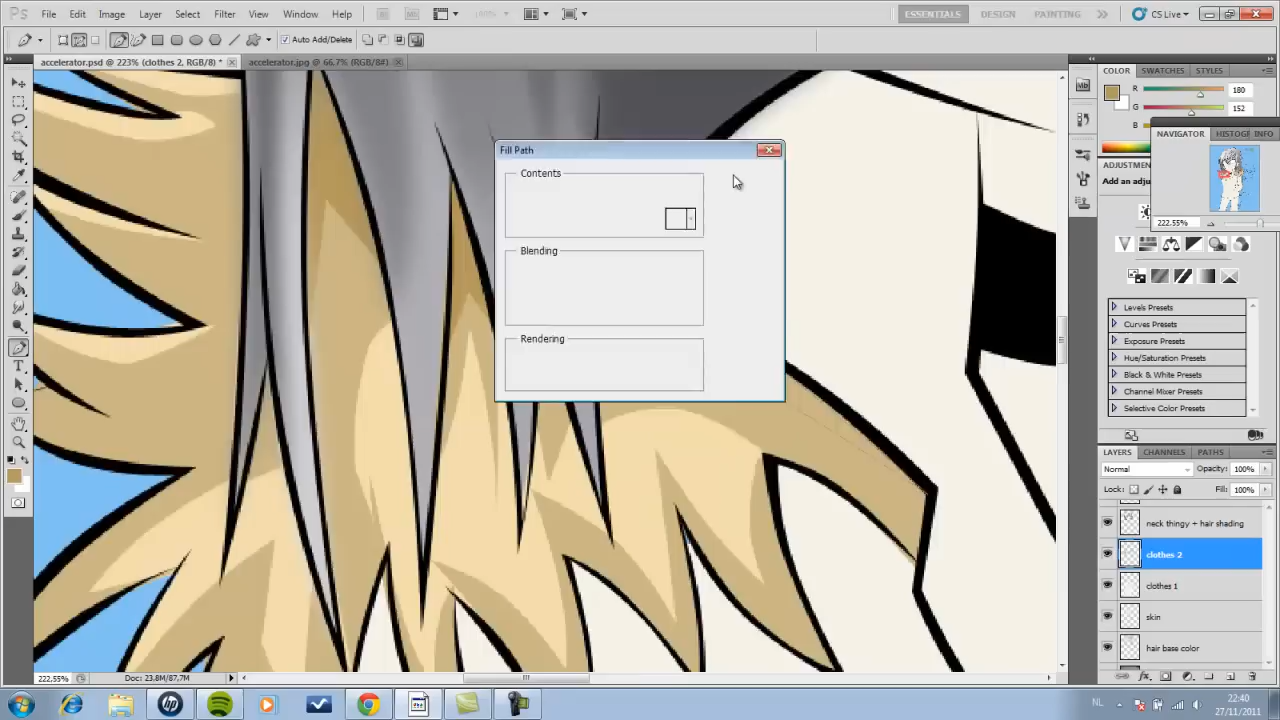 Ps File Edit Image Layer Select Filter View Window Help Mb 100% ESSENTIALS DESIGN PAINTING CS Live
Auto Add/Delete
accelerator.psd @ 223% (clothes 2, RGB/8) * accelerator.jpg @ 66.7% (RGB/8#)
Fill Path
Contents
Blending
Rendering
COLOR SWATCHES STYLES
R 180
G 152
B
NAVIGATOR HISTOGR INFO
222.55%
ADJUSTMEN
Add an adju
Levels Presets
Curves Presets
Exposure Presets
Hue/Saturation Presets
Black & White Presets
Channel Mixer Presets
Selective Color Presets
LAYERS CHANNELS PATHS
Normal Opacity: 100%
Lock: Fill: 100%
neck thingy + hair shading
clothes 2
clothes 1
skin
hair base color
222,55% Doc: 23,8M/87,7M
NL 22:40
27/11/2011